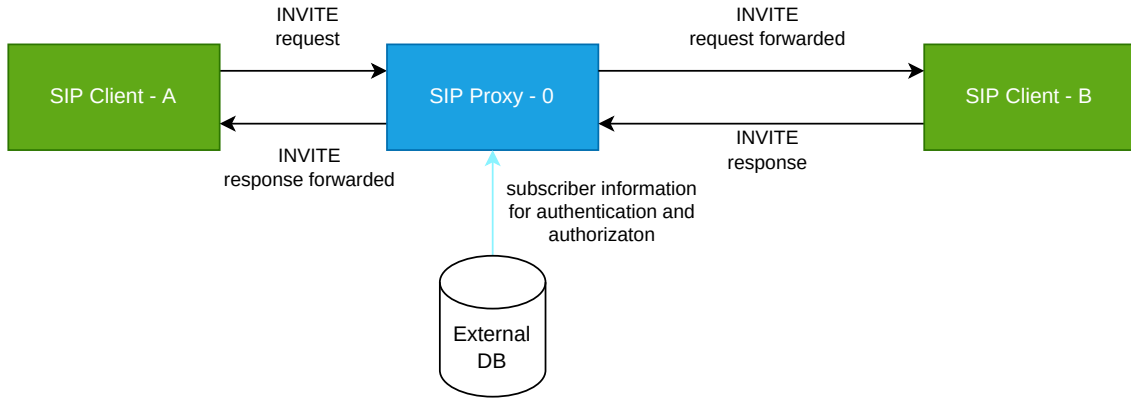 INVITE
request
INVITE
request forwarded
SIP Client - A
SIP Proxy - 0
SIP Client - B
INVITE
response forwarded
INVITE
response
subscriber information
for authentication and
authorizaton
External
DB